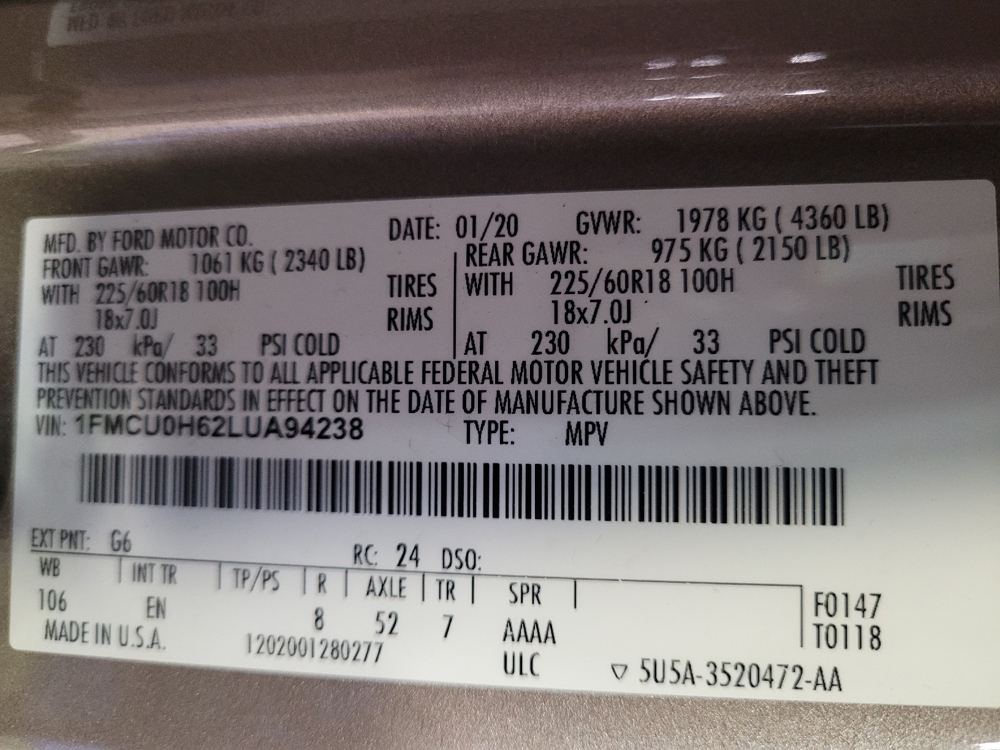 MFD. BY FORD MOTOR CO. DATE: 01/20 GVWR: 1978 KG ( 4360 LB)
FRONT GAWR: 1061 KG ( 2340 LB) REAR GAWR: 975 KG ( 2150 LB)
WITH 225/60R18 100H TIRES WITH 225/60R18 100H TIRES
18x7.0J RIMS 18x7.0J RIMS
AT 230 kPa/ 33 PSI COLD AT 230 kPa/ 33 PSI COLD
THIS VEHICLE CONFORMS TO ALL APPLICABLE FEDERAL MOTOR VEHICLE SAFETY AND THEFT
PREVENTION STANDARDS IN EFFECT ON THE DATE OF MANUFACTURE SHOWN ABOVE.
VIN: 1FMCU0H62LUA94238 TYPE: MPV
EXT PNT: G6 RC: 24 DSO:
WB INT TR TP/PS R AXLE TR SPR
106 EN 8 52 7 AAAA F0147
T0118
MADE IN U.S.A. 1202001280277 ULC ▽ 5U5A-3520472-AA